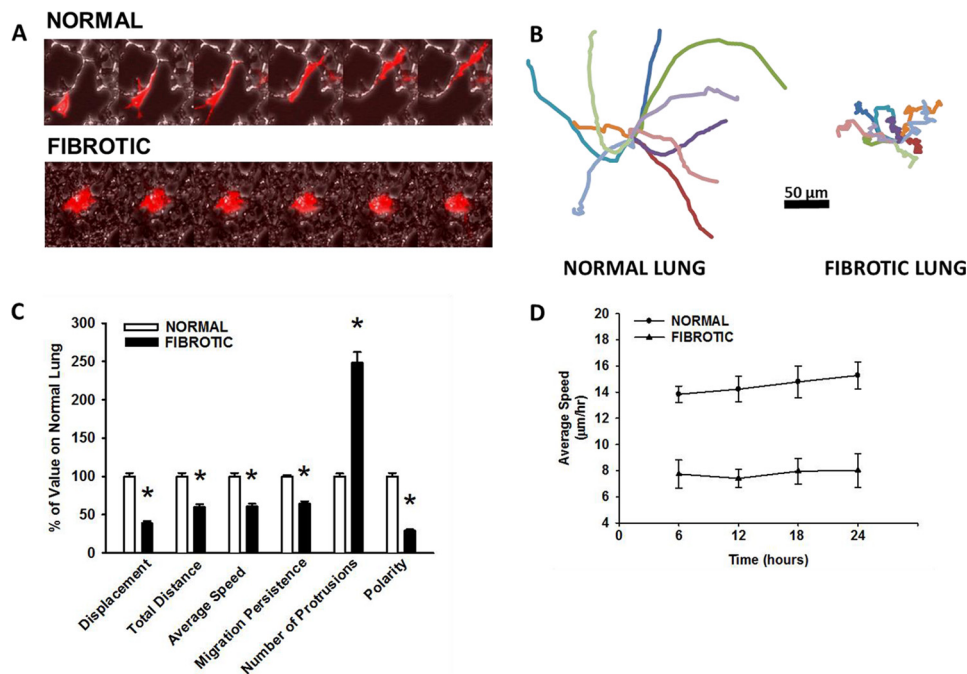 A
NORMAL
FIBROTIC
B
50 µm
NORMAL LUNG
FIBROTIC LUNG
C
% of Value on Normal Lung
300
250
200
150
100
50
0
NORMAL
FIBROTIC
*
*
*
*
*
*
Displacement
Total Distance
Average Speed
Migration Persistence
Number of Protrusions
Polarity
D
Average Speed
(µm/hr)
20
18
16
14
12
10
8
6
4
NORMAL
FIBROTIC
0
6
12
18
24
Time (hours)